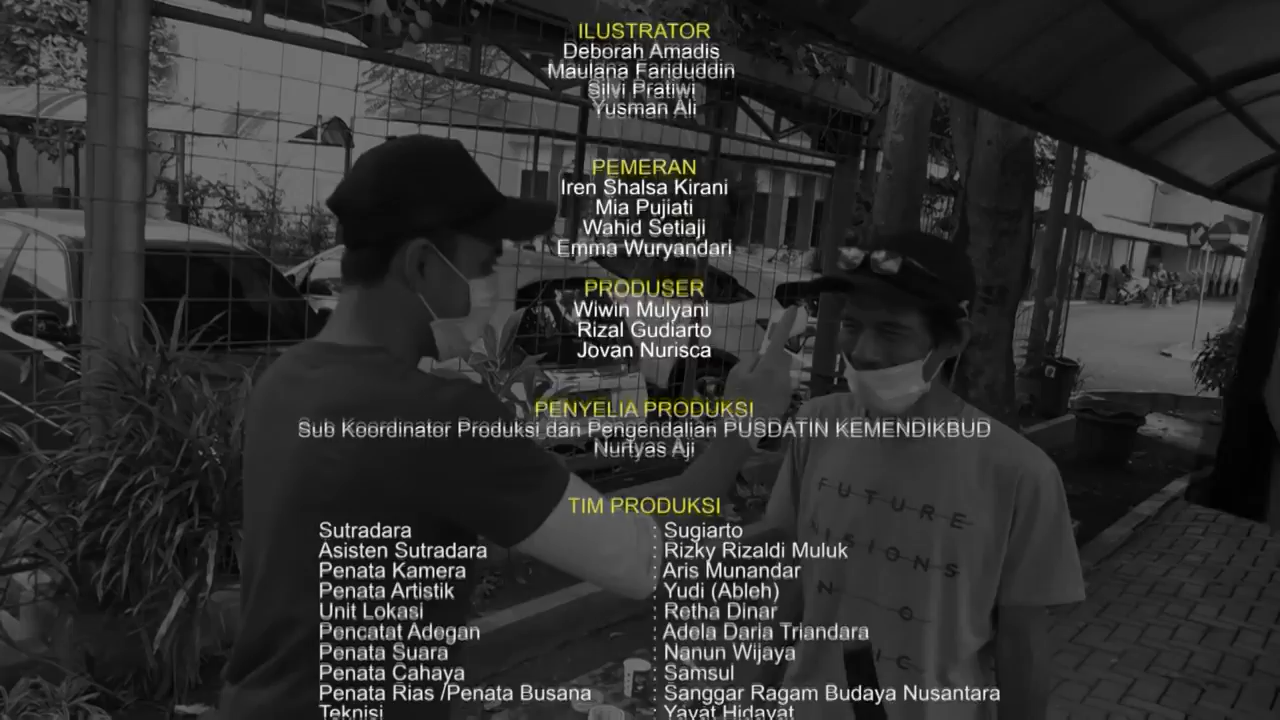 ILUSTRATOR
Deborah Amadis
Maulana Fariduddin
Silvi Pratiwi
Yusman Ali
PEMERAN
Iren Shalsa Kirani
Mia Pujiati
Wahid Setiaji
Emma Wuryandari
PRODUSER
Wiwin Mulyani
Rizal Gudiarto
Jovan Nurisca
PENYELIA PRODUKSI
Sub Koordinator Produksi dan Pengendalian PUSDATIN KEMENDIKBUD
Nurtyas Aji
TIM PRODUKSI
Sutradara : Sugiarto
Asisten Sutradara : Rizky Rizaldi Muluk
Penata Kamera : Aris Munandar
Penata Artistik : Yudi (Ableh)
Unit Lokasi : Retha Dinar
Pencatat Adegan : Adela Daria Triandara
Penata Suara : Nanun Wijaya
Penata Cahaya : Samsul
Penata Rias /Penata Busana : Sanggar Ragam Budaya Nusantara
Teknisi : Yayat Hidayat
FUTURE